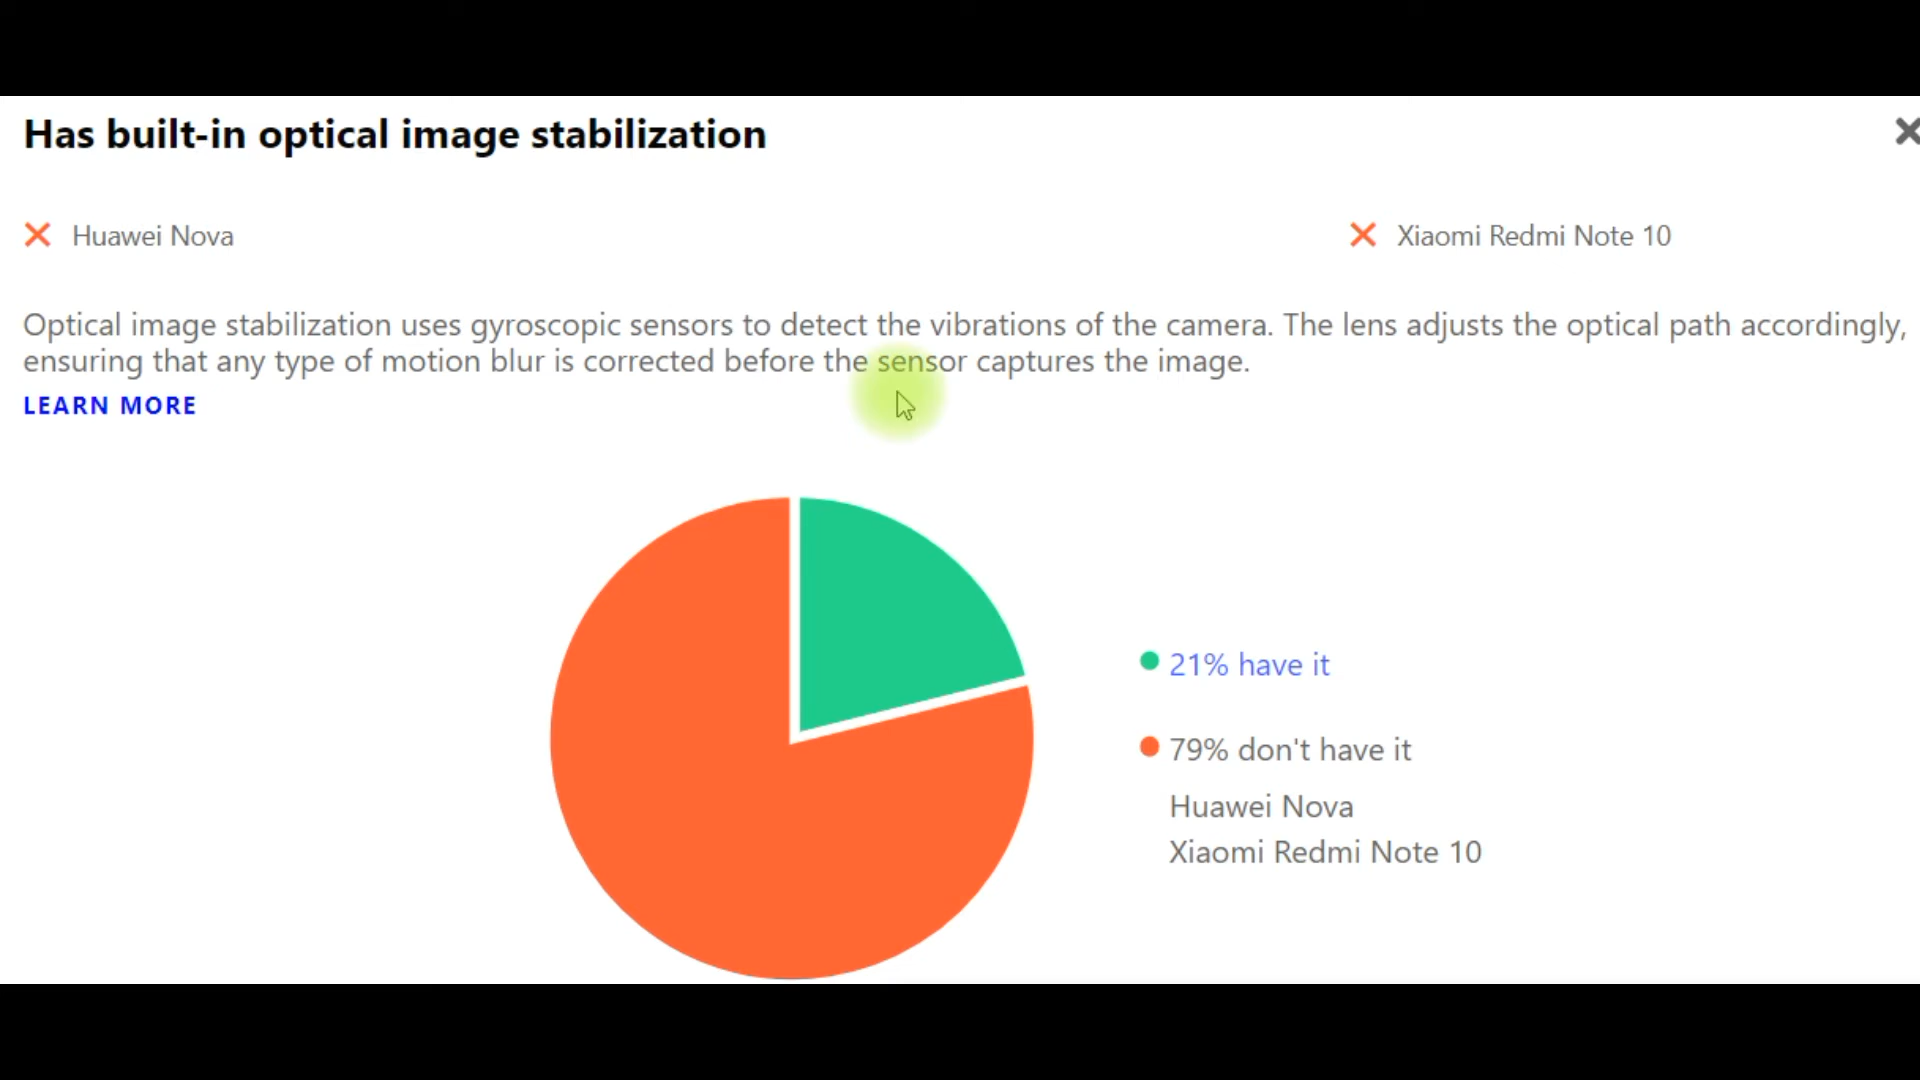 Has built-in optical image stabilization
Huawei Nova
Xiaomi Redmi Note 10
Optical image stabilization uses gyroscopic sensors to detect the vibrations of the camera. The lens adjusts the optical path accordingly,
ensuring that any type of motion blur is corrected before the sensor captures the image.
LEARN MORE
21% have it
79% don't have it
Huawei Nova
Xiaomi Redmi Note 10